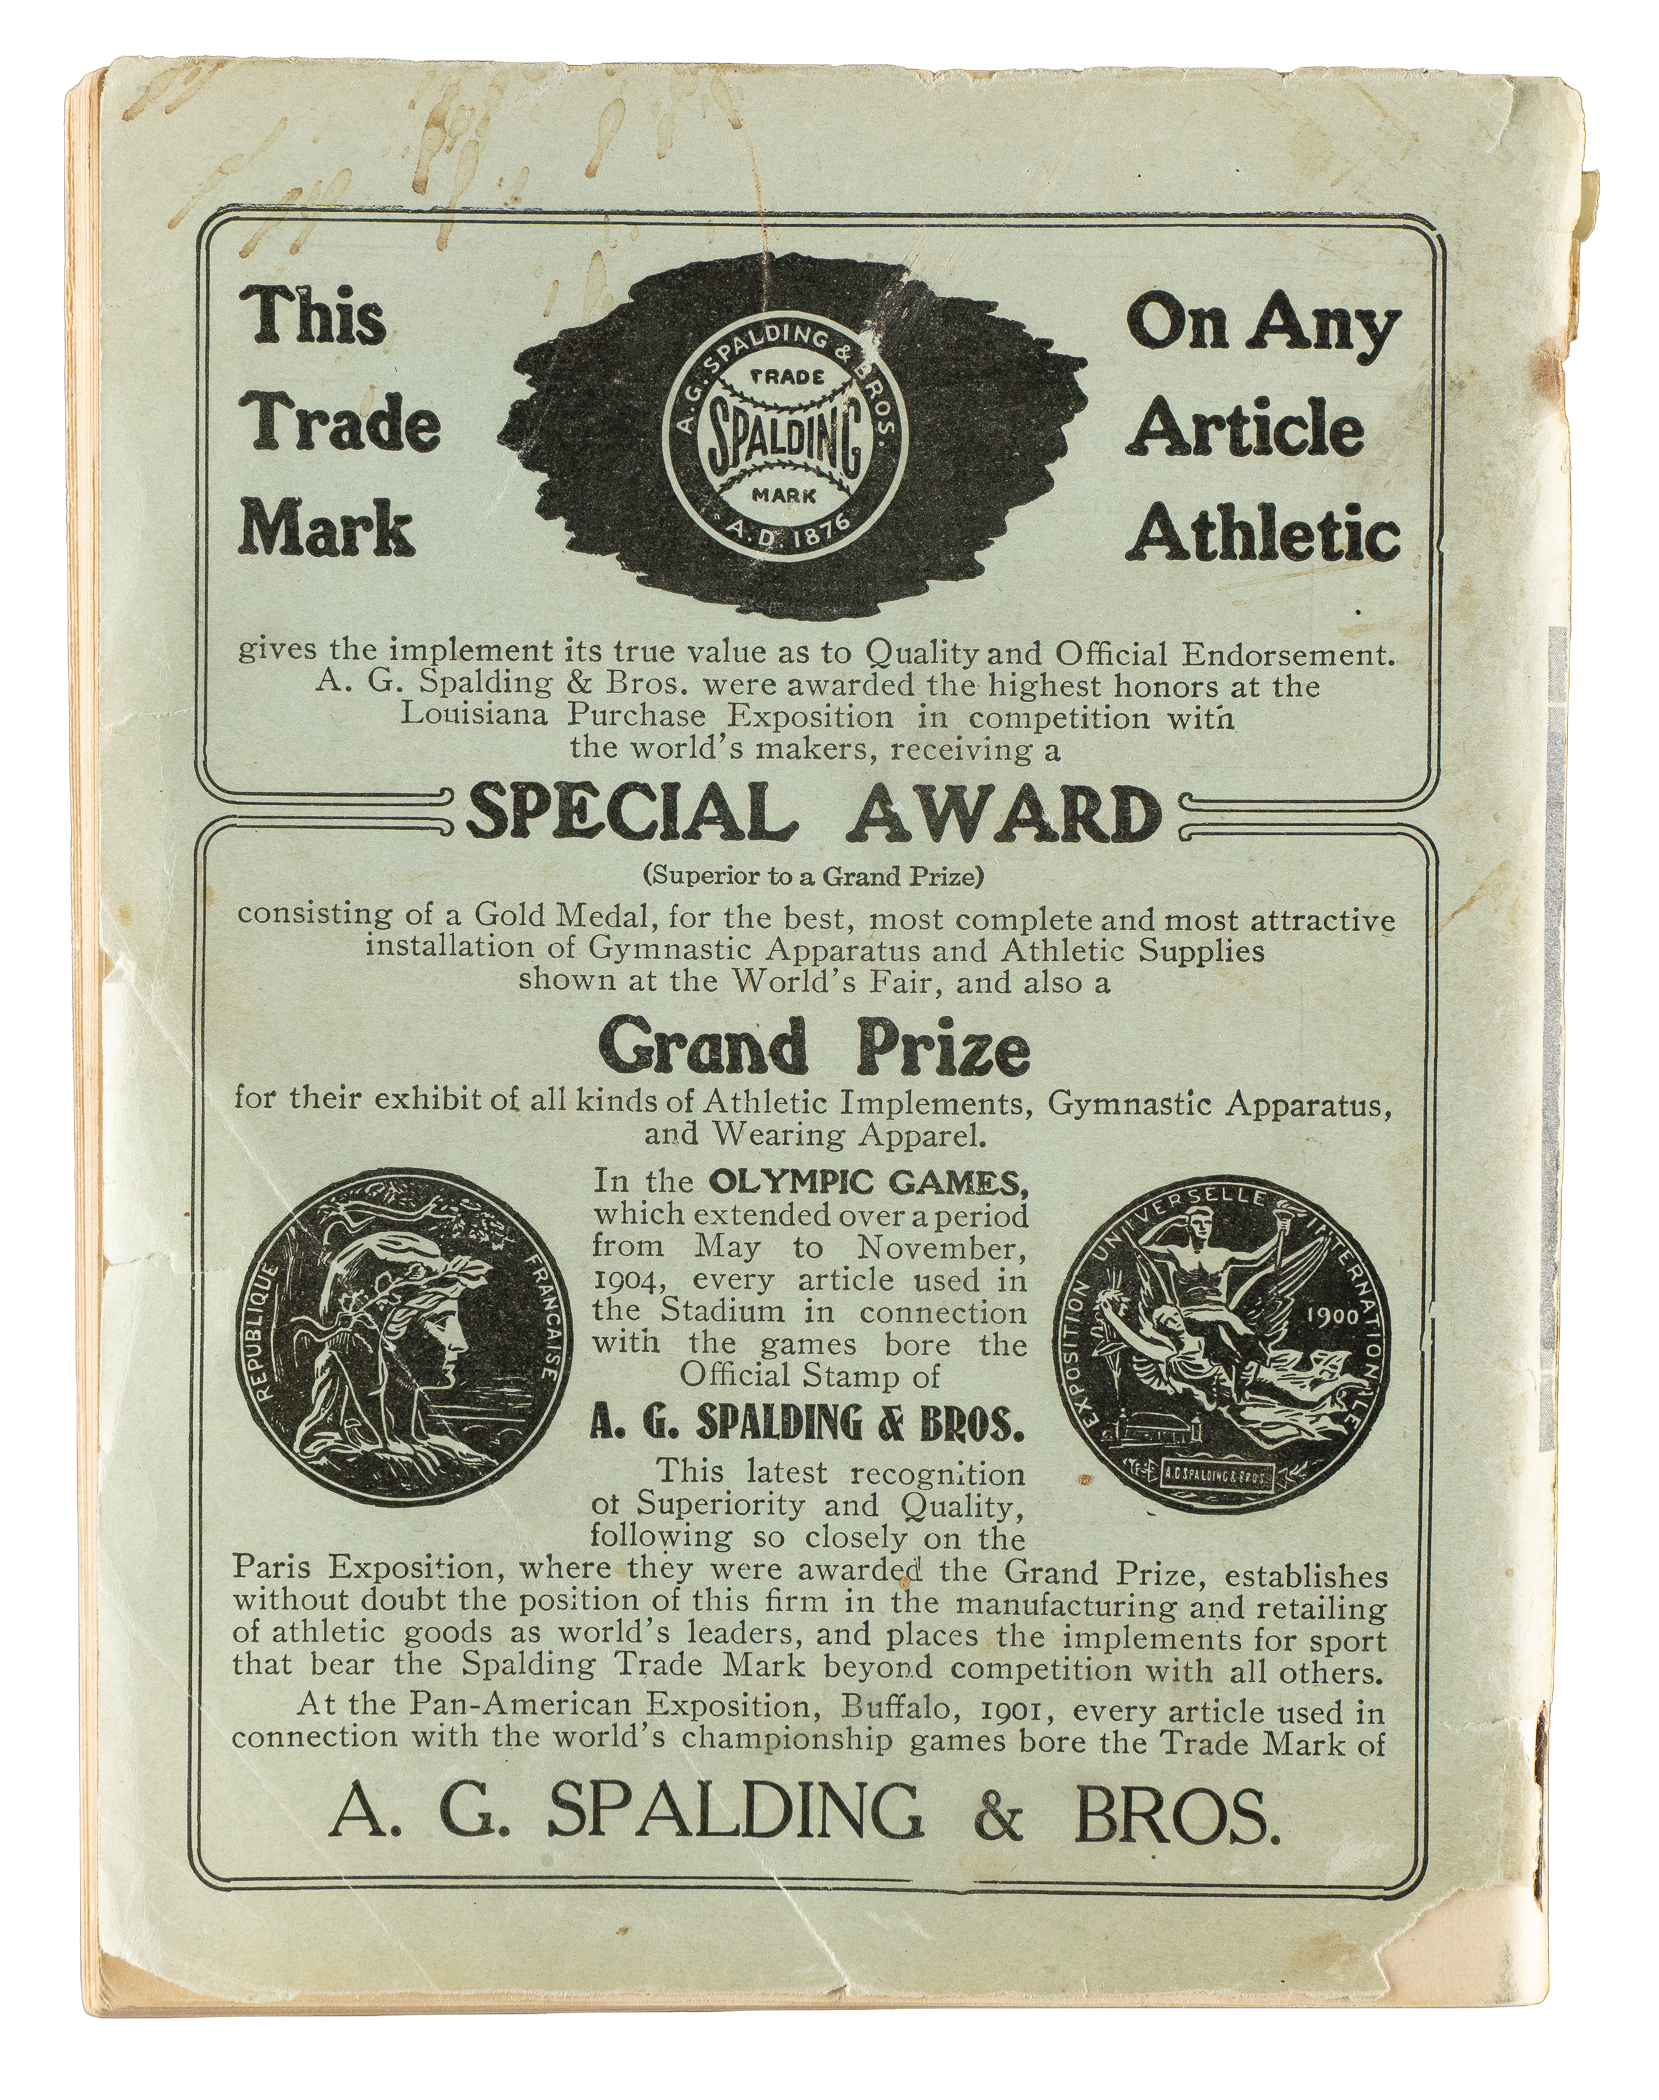 This
Trade
Mark
A. G. SPALDING & BROS.
TRADE
SPALDING
MARK
A.D. 1876
On Any
Article
Athletic
gives the implement its true value as to Quality and Official Endorsement.
A. G. Spalding & Bros. were awarded the highest honors at the
Louisiana Purchase Exposition in competition with
the world's makers, receiving a
SPECIAL AWARD
(Superior to a Grand Prize)
consisting of a Gold Medal, for the best, most complete and most attractive
installation of Gymnastic Apparatus and Athletic Supplies
shown at the World's Fair, and also a
Grand Prize
for their exhibit of all kinds of Athletic Implements, Gymnastic Apparatus,
and Wearing Apparel.
REPUBLIQUE FRANCAISE
In the OLYMPIC GAMES,
which extended over a period
from May to November,
1904, every article used in
the Stadium in connection
with the games bore the
Official Stamp of
A. G. SPALDING & BROS.
This latest recognition
of Superiority and Quality,
following so closely on the
EXPOSITION UNIVERSELLE INTERNATIONALE
1900
A.G SPALDING & BROS.
Paris Exposition, where they were awarded the Grand Prize, establishes
without doubt the position of this firm in the manufacturing and retailing
of athletic goods as world's leaders, and places the implements for sport
that bear the Spalding Trade Mark beyond competition with all others.
At the Pan-American Exposition, Buffalo, 1901, every article used in
connection with the world's championship games bore the Trade Mark of
A. G. SPALDING & BROS.